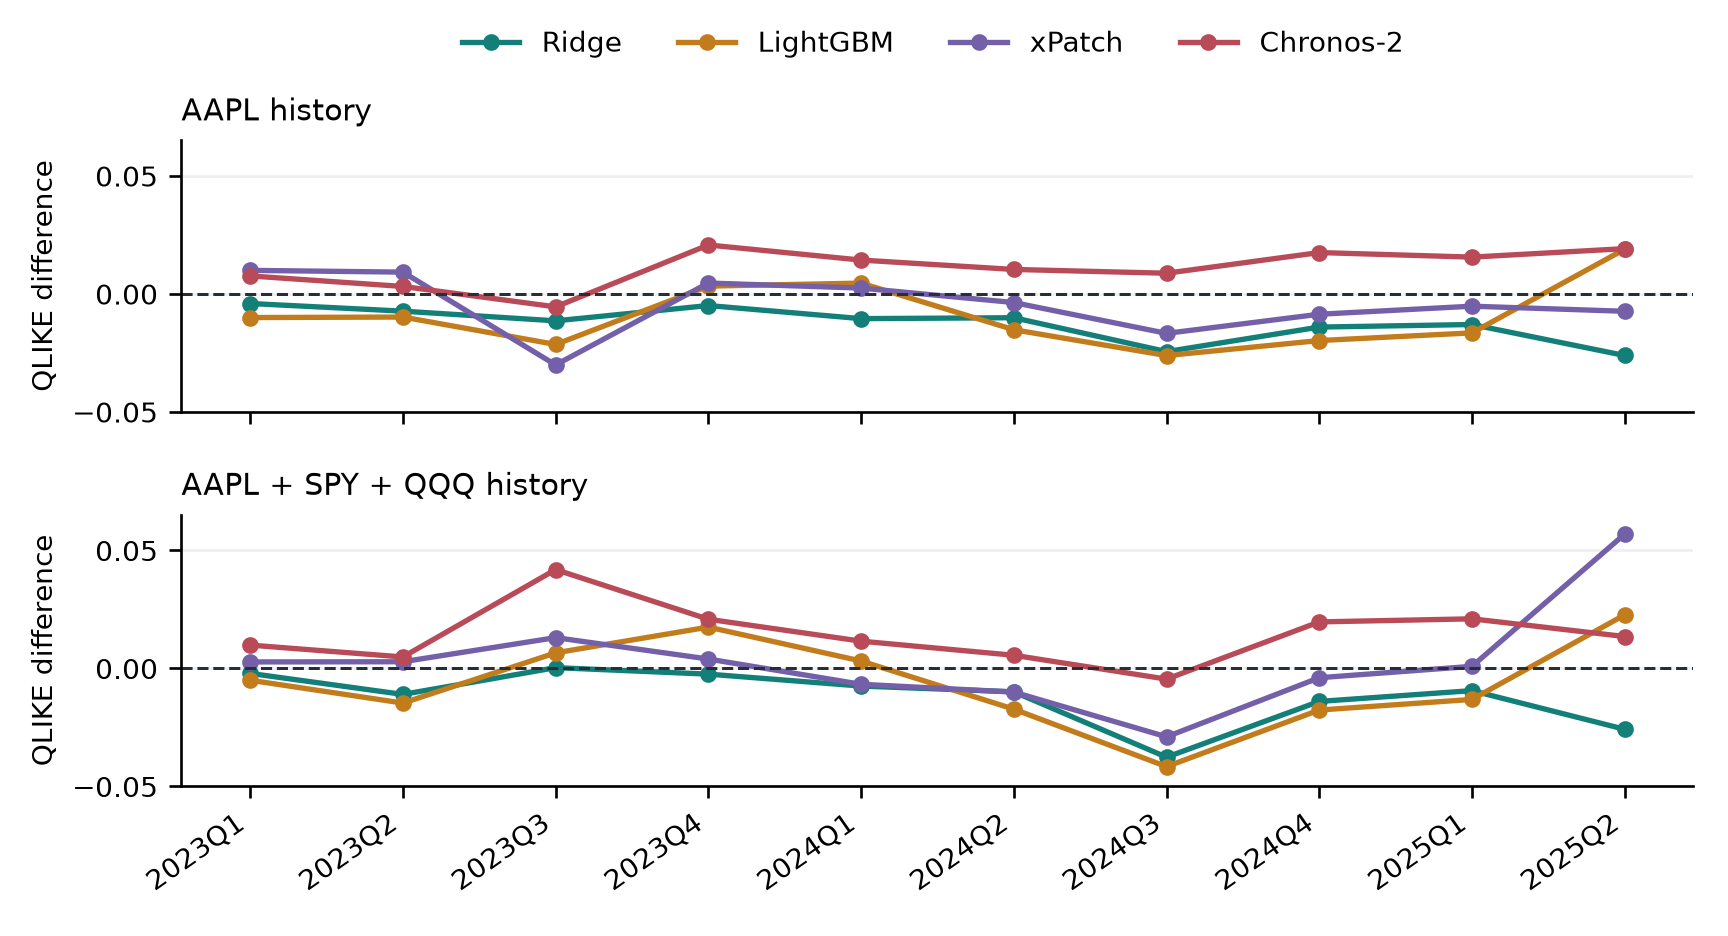 Ridge LightGBM xPatch Chronos-2
AAPL history
QLIKE difference
0.05
0.00
−0.05
AAPL + SPY + QQQ history
QLIKE difference
0.05
0.00
−0.05
2023Q1 2023Q2 2023Q3 2023Q4 2024Q1 2024Q2 2024Q3 2024Q4 2025Q1 2025Q2